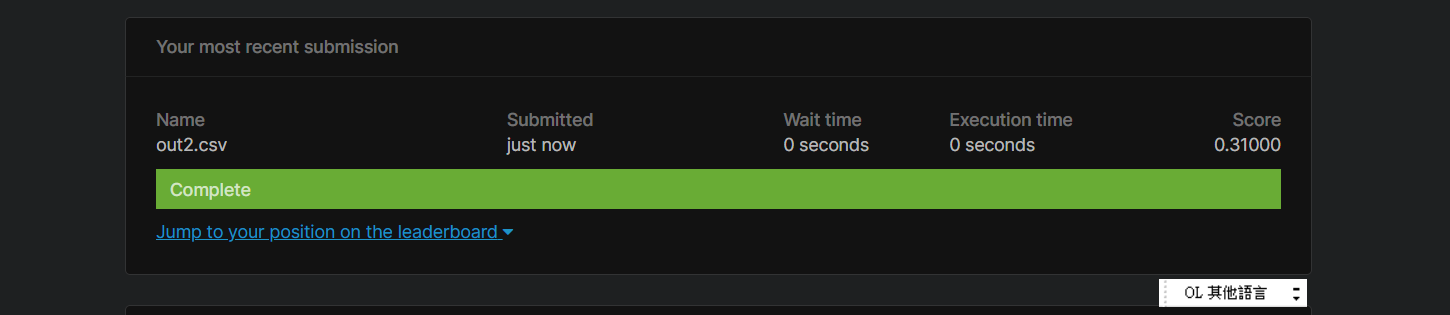 Your most recent submission
Name Submitted Wait time Execution time Score
out2.csv just now 0 seconds 0 seconds 0.31000
Complete
Jump to your position on the leaderboard
OL 其他語言